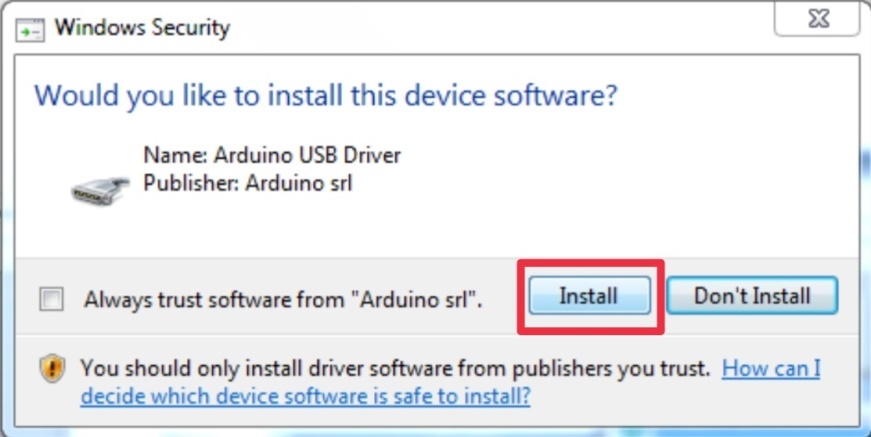 Windows Security
Would you like to install this device software?
Name: Arduino USB Driver
Publisher: Arduino srl
Always trust software from "Arduino srl".
Install
Don't Install
You should only install driver software from publishers you trust. How can I
decide which device software is safe to install?